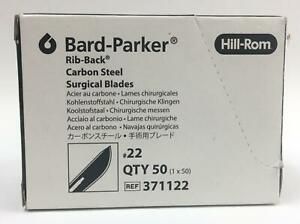 Bard-Parker®
Hill-Rom
Rib-Back®
Carbon Steel
Surgical Blades
Acier au carbone • Lames chirurgicales
Kohlenstoffstahl • Chirurgische Klingen
Koolstofstaal • Chirurgische mesjes
Acciaio al carbonio • Lame chirurgiche
Acero al carbono • Navajas quirúrgicas
カーボンスチール • 手術用ブレード
#22
QTY 50 (1 x 50)
REF 371122